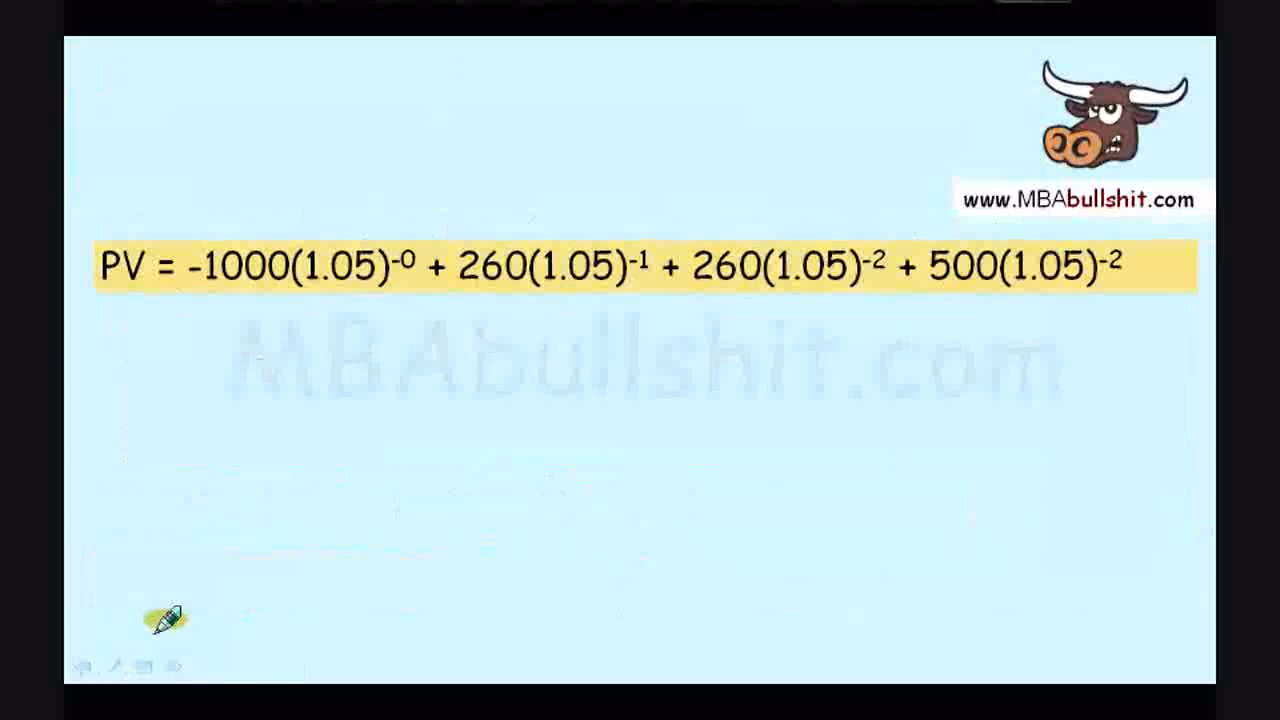 www.MBAbullshit.com
PV = -1000(1.05)⁻⁰ + 260(1.05)⁻¹ + 260(1.05)⁻² + 500(1.05)⁻²
MBAbullshit.com